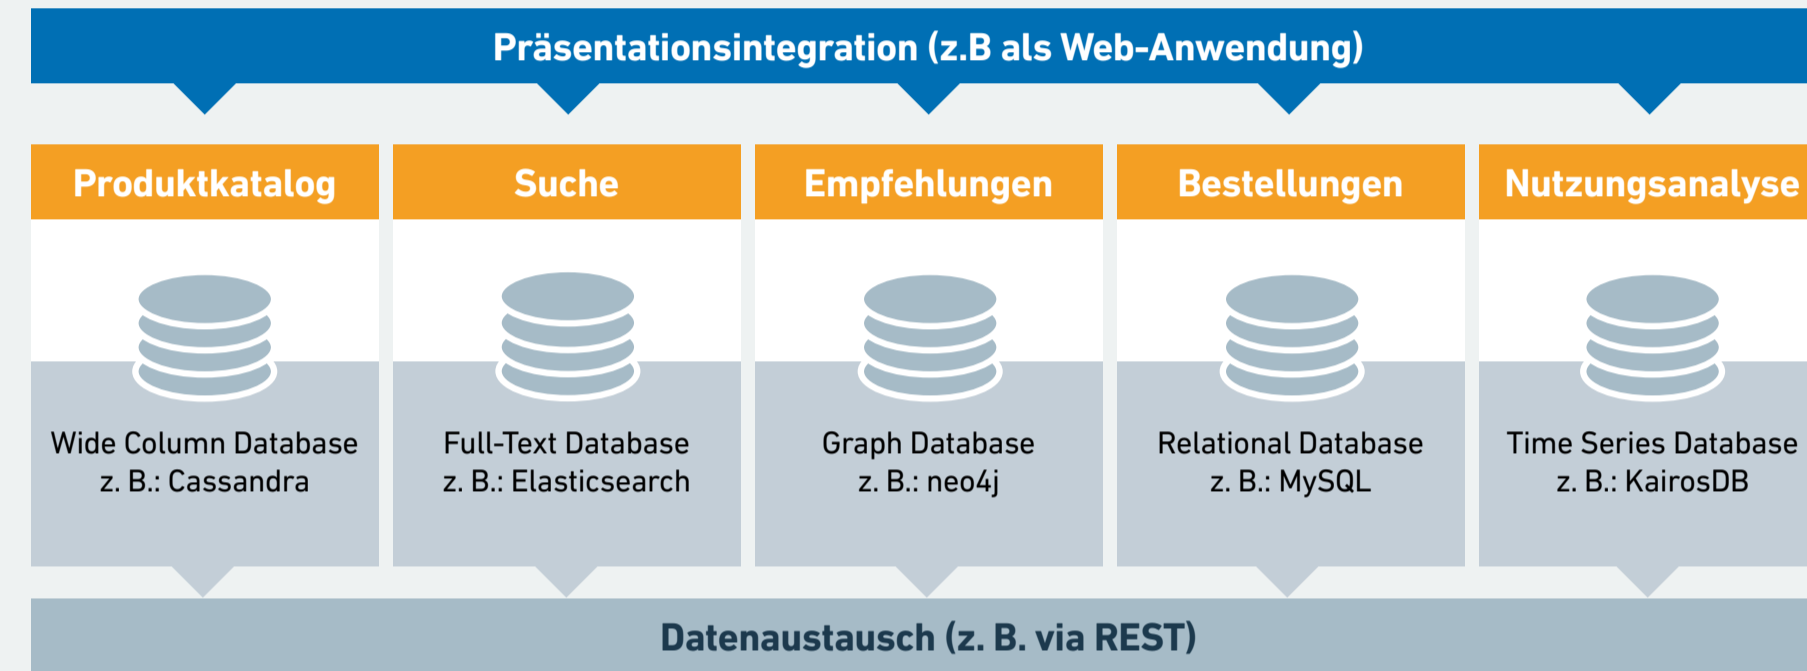 Präsentationsintegration (z.B als Web-Anwendung)
Produktkatalog
Suche
Empfehlungen
Bestellungen
Nutzungsanalyse
Wide Column Database
z. B.: Cassandra
Full-Text Database
z. B.: Elasticsearch
Graph Database
z. B.: neo4j
Relational Database
z. B.: MySQL
Time Series Database
z. B.: KairosDB
Datenaustausch (z. B. via REST)